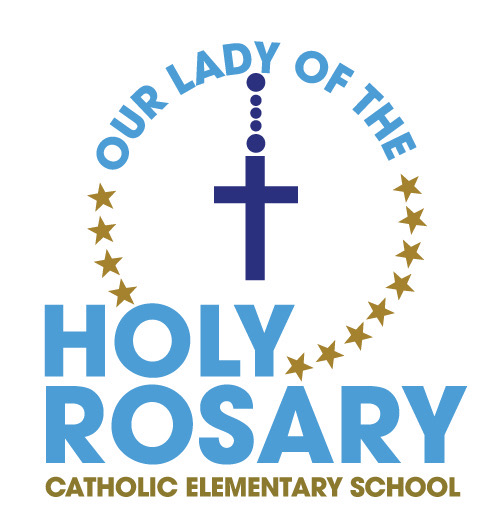 OUR LADY OF THE
HOLY
ROSARY
CATHOLIC ELEMENTARY SCHOOL